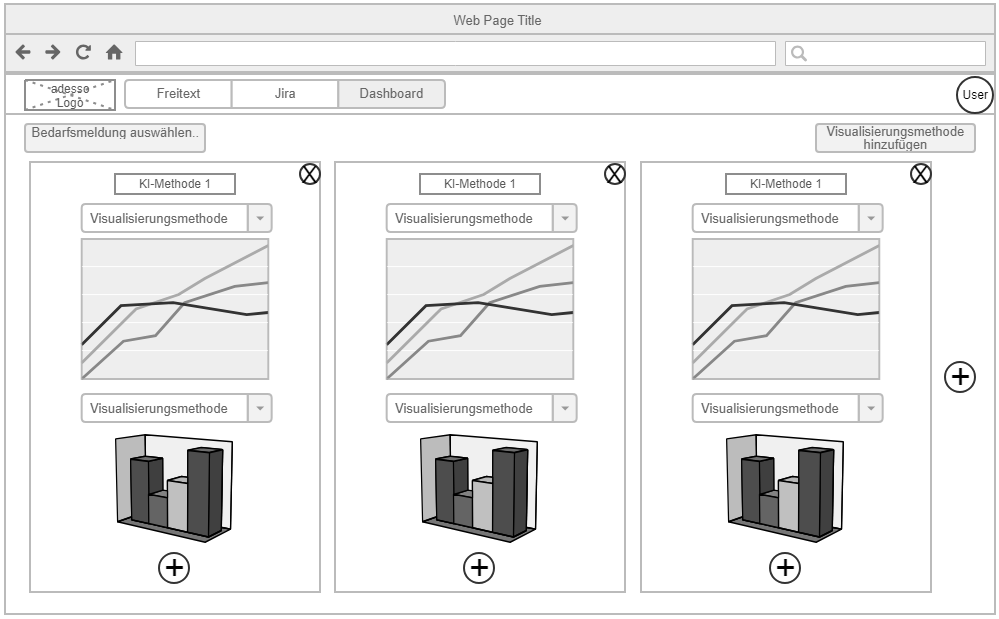 Web Page Title
adesso
Logo
Freitext
Jira
Dashboard
User
Bedarfsmeldung auswählen..
Visualisierungsmethode
hinzufügen
KI-Methode 1
KI-Methode 1
KI-Methode 1
Visualisierungsmethode
Visualisierungsmethode
Visualisierungsmethode
Visualisierungsmethode
Visualisierungsmethode
Visualisierungsmethode